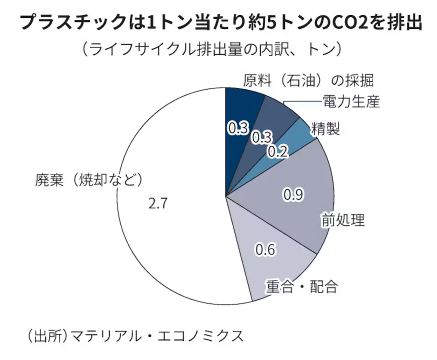 プラスチックは1トン当たり約5トンのCO2を排出
（ライフサイクル排出量の内訳、トン）
原料（石油）の採掘
電力生産
精製
0.3
0.3
0.2
廃棄（焼却など）
2.7
0.9
前処理
0.6
重合・配合
（出所）マテリアル・エコノミクス